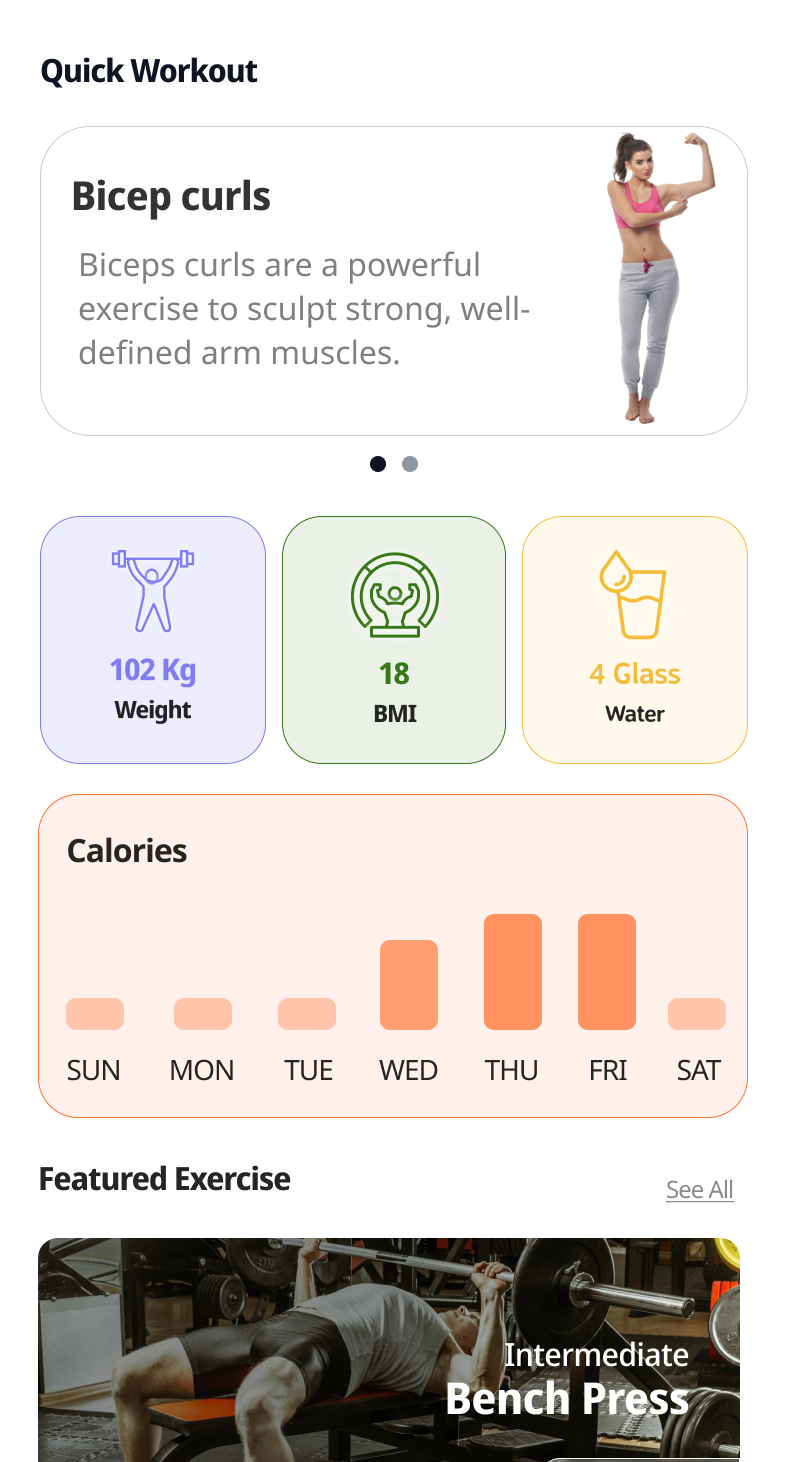 Quick Workout
Bicep curls
Biceps curls are a powerful
exercise to sculpt strong, well-
defined arm muscles.
102 Kg
Weight
18
BMI
4 Glass
Water
Calories
SUN MON TUE WED THU FRI SAT
Featured Exercise
See All
Intermediate
Bench Press